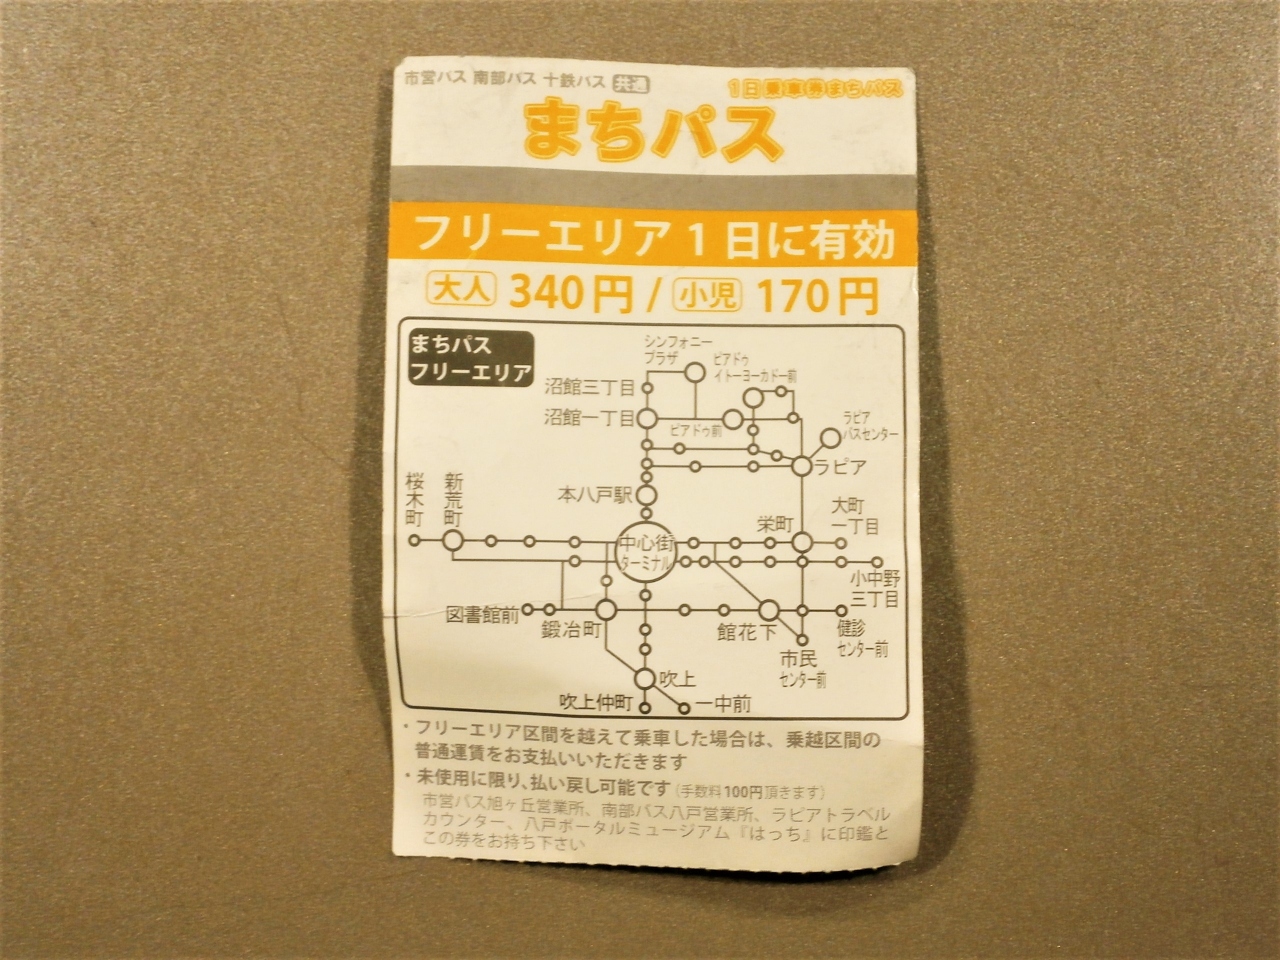 市営バス 南部バス 十鉄バス 共通
1日乗車券まちパス
まちパス
フリーエリア1日に有効
大人 340円 / 小児 170円
まちパス
フリーエリア
シンフォニー
プラザ
ピアドゥ
イトーヨーカドー前
沼館三丁目
沼館一丁目
ピアドゥ前
ラピア
バスセンター
ラピア
本八戸駅
桜木町
新荒町
中心街
ターミナル
栄町
大町
一丁目
小中野
三丁目
図書館前
鍛冶町
館花下
健診
センター前
市民
センター前
吹上
吹上仲町
一中前
・フリーエリア区間を越えて乗車した場合は、乗越区間の
普通運賃をお支払いいただきます
・未使用に限り、払い戻し可能です（手数料100円頂きます）
市営バス旭ヶ丘営業所、南部バス八戸営業所、ラピアトラベル
カウンター、八戸ポータルミュージアム『はっち』に印鑑と
この券をお持ち下さい